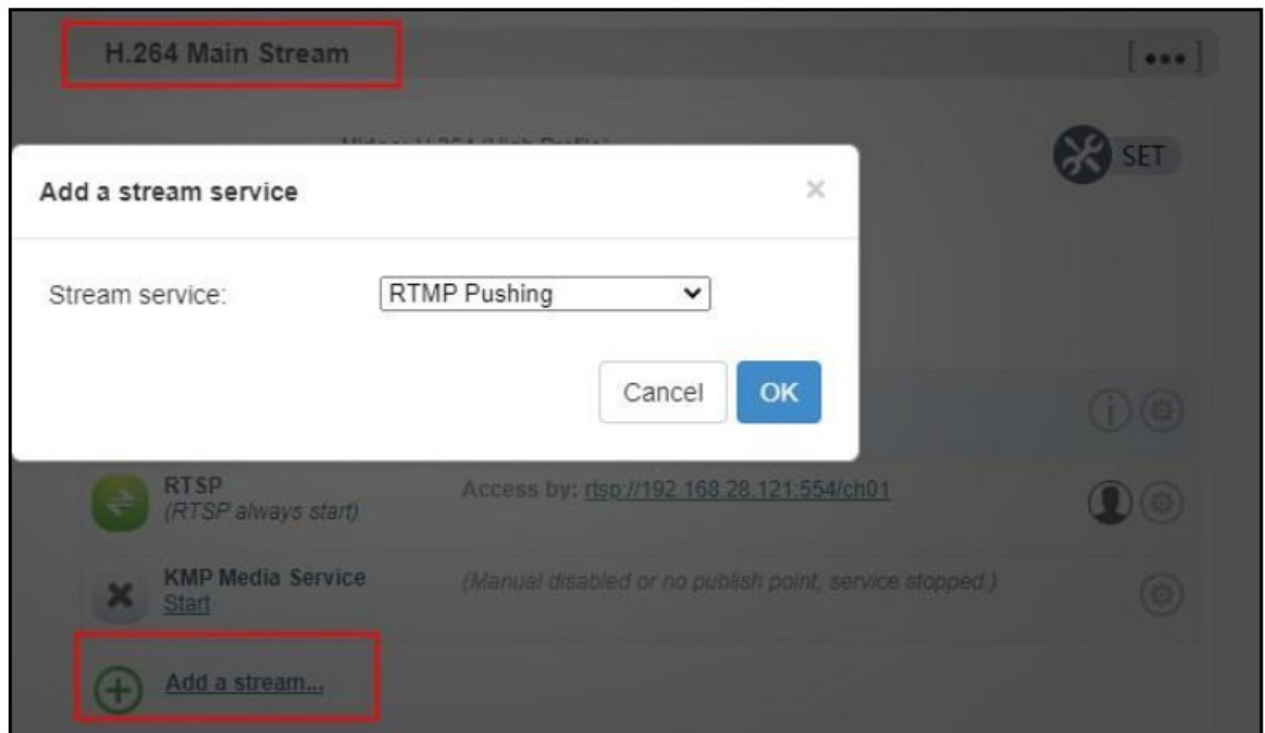 H.264 Main Stream
[•••]
SET
Add a stream service ×
Stream service: RTMP Pushing
Cancel OK
RTSP Access by: rtsp://192.168.28.121:554/ch01
(RTSP always start)
KMP Media Service (Manual disabled or no publish point, service stopped.)
Start
Add a stream...